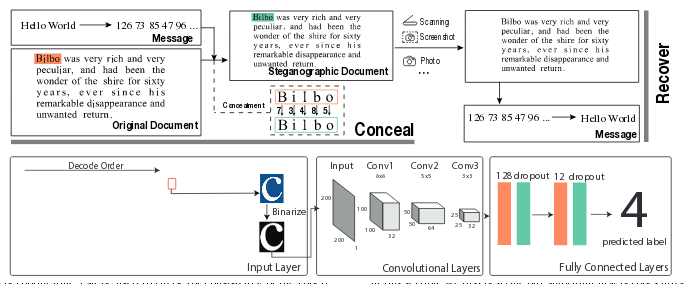 Hello World
126 73 85 47 96 ...
Message
Bilbo was very rich and very
peculiar, and had been the
wonder of the shire for sixty
years, ever since his
remarkable disappearance and
unwanted return.
Original Document
Bilbo was very rich and very
peculiar, and had been the
wonder of the shire for sixty
years, ever since his
remarkable disappearance and
unwanted return.
Steganographic Document
Concealment
Bilbo
7, 3, 4, 8, 5,
Bilbo
Conceal
Scanning
Screenshot
Photo
...
Bilbo was very rich and very
peculiar, and had been the
wonder of the shire for sixty
years, ever since his
remarkable disappearance and
unwanted return.
126 73 85 47 96 ...
Hello World
Message
Recover
Decode Order
C
Binarize
C
Input Layer
Input
Conv1
Conv2
Conv3
8x8
5x5
3x3
200
200
1
100
100
32
50
50
64
25
25
32
Convolutional Layers
128 dropout
12 dropout
4
predicted label
Fully Connected Layers